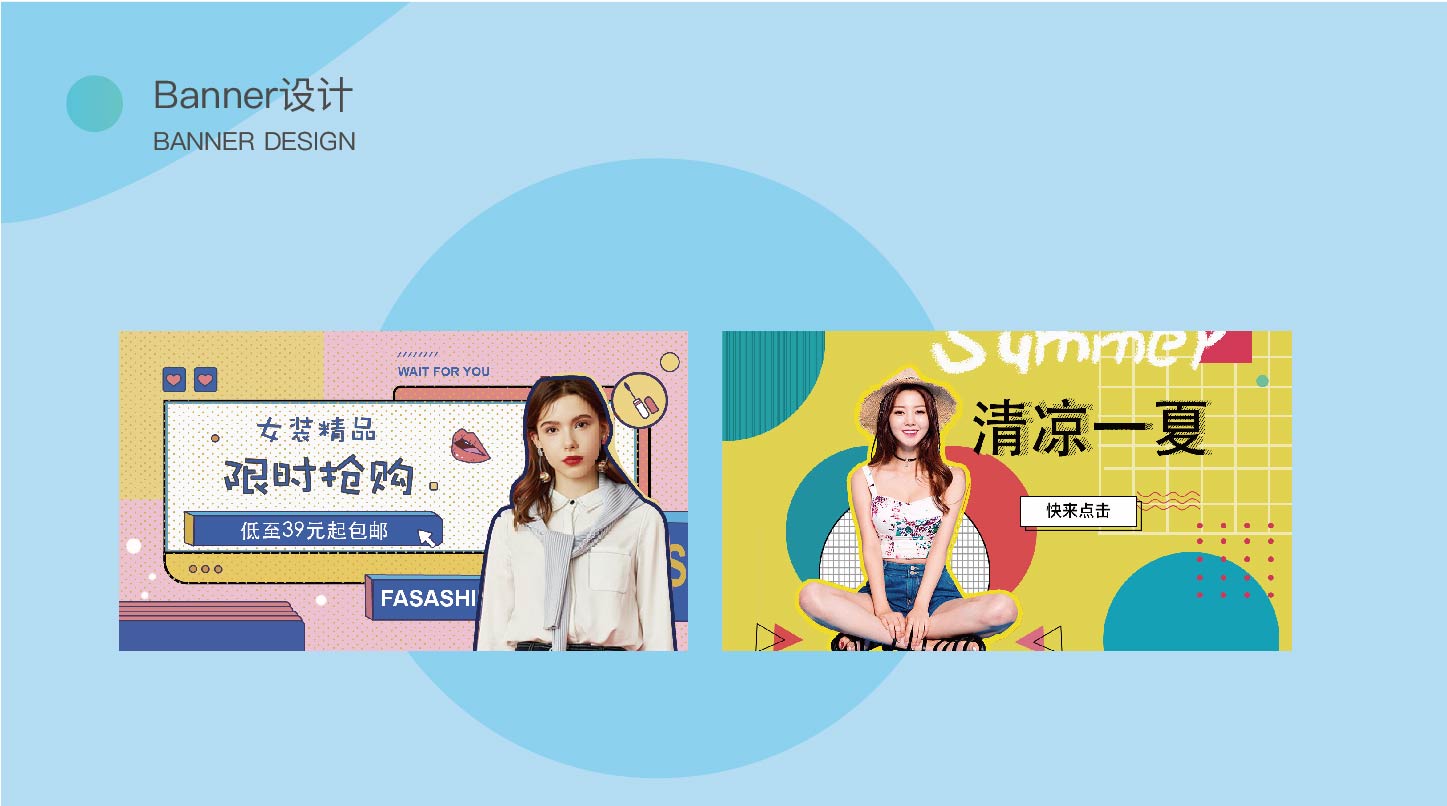 Banner设计
BANNER DESIGN
WAIT FOR YOU
女装精品
限时抢购
低至39元起包邮
FASASHI
S
Summer
清凉一夏
快来点击